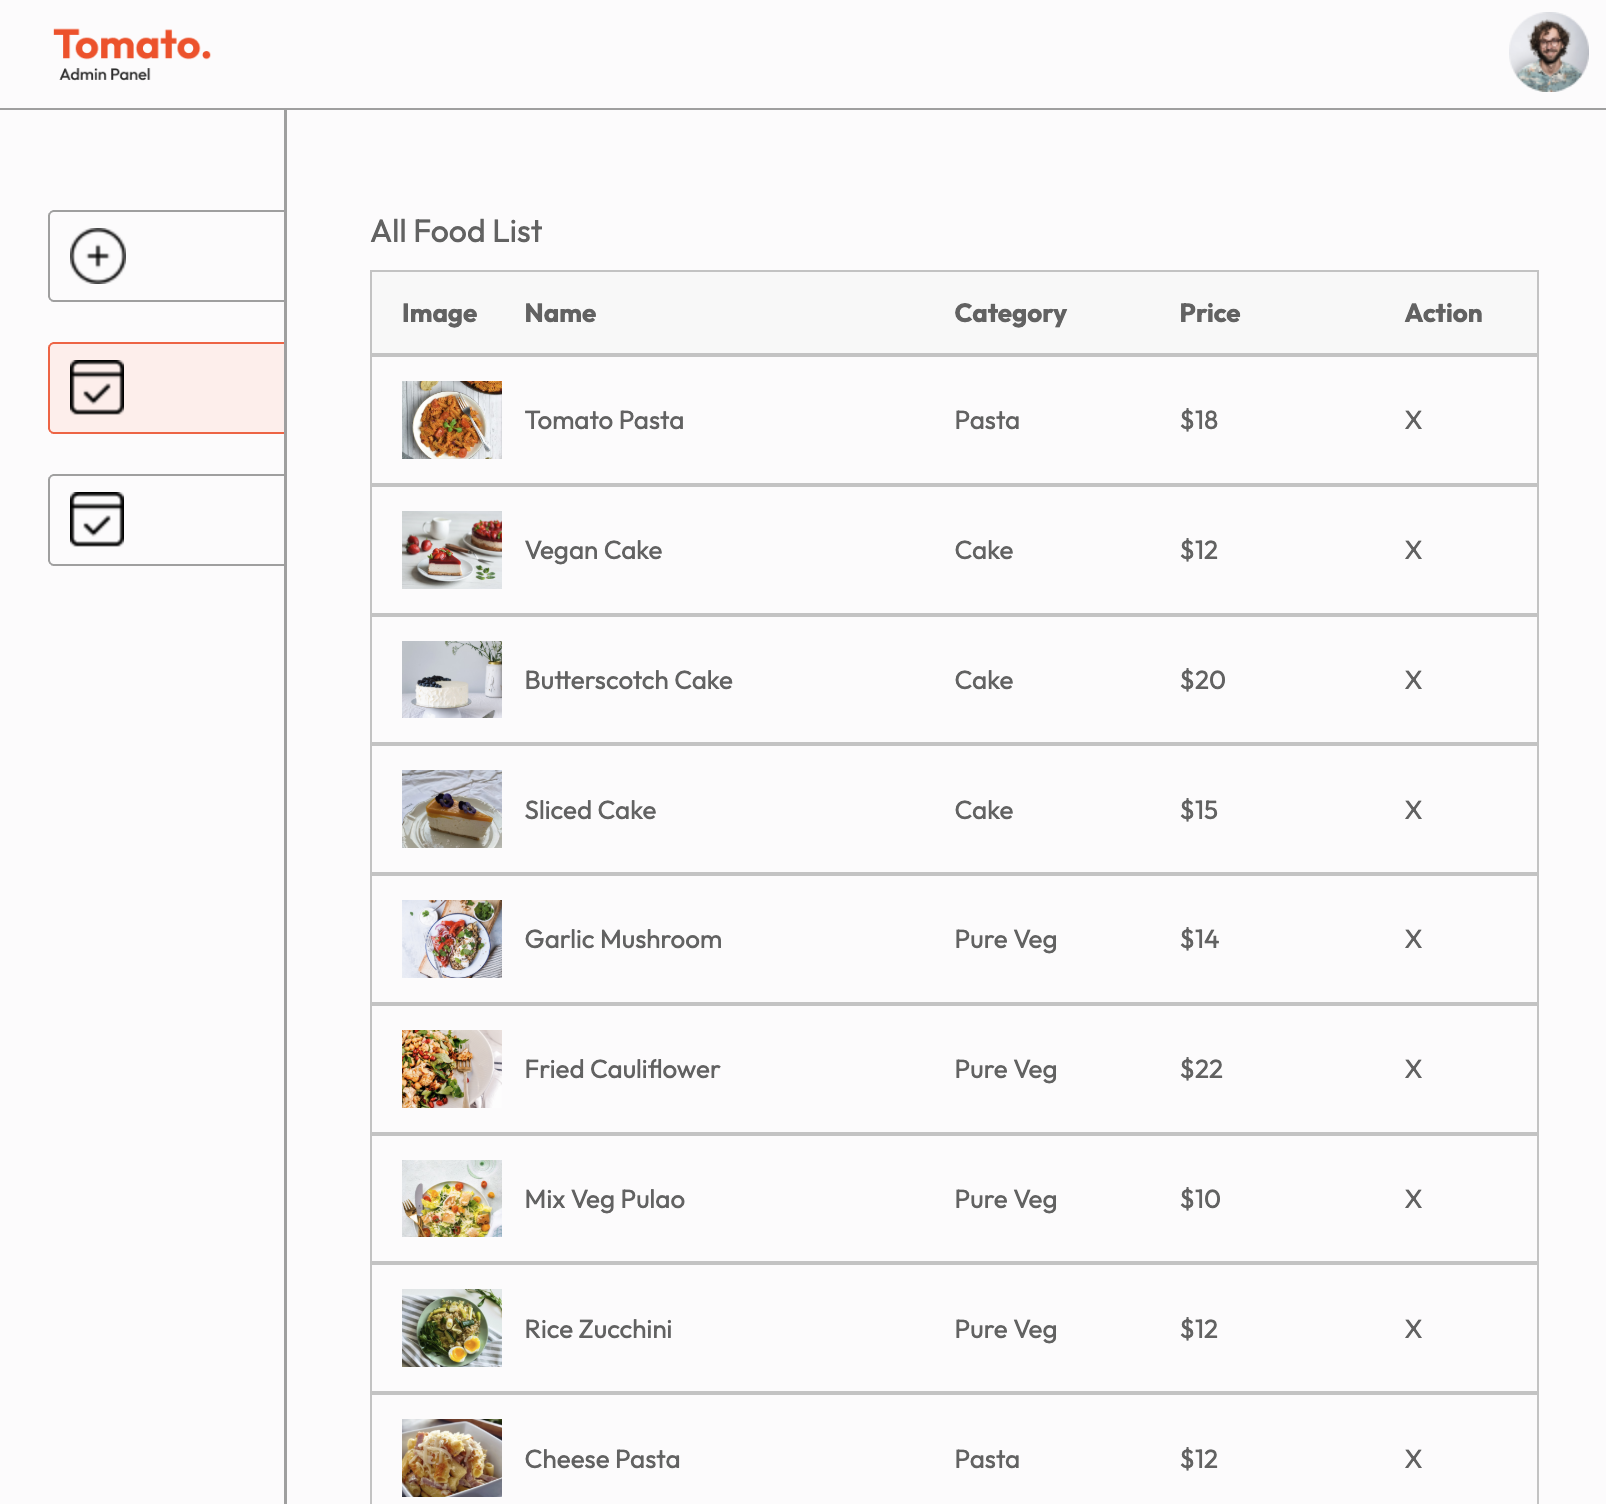 Tomato.
Admin Panel
All Food List
Image Name Category Price Action
Tomato Pasta Pasta $18 X
Vegan Cake Cake $12 X
Butterscotch Cake Cake $20 X
Sliced Cake Cake $15 X
Garlic Mushroom Pure Veg $14 X
Fried Cauliflower Pure Veg $22 X
Mix Veg Pulao Pure Veg $10 X
Rice Zucchini Pure Veg $12 X
Cheese Pasta Pasta $12 X